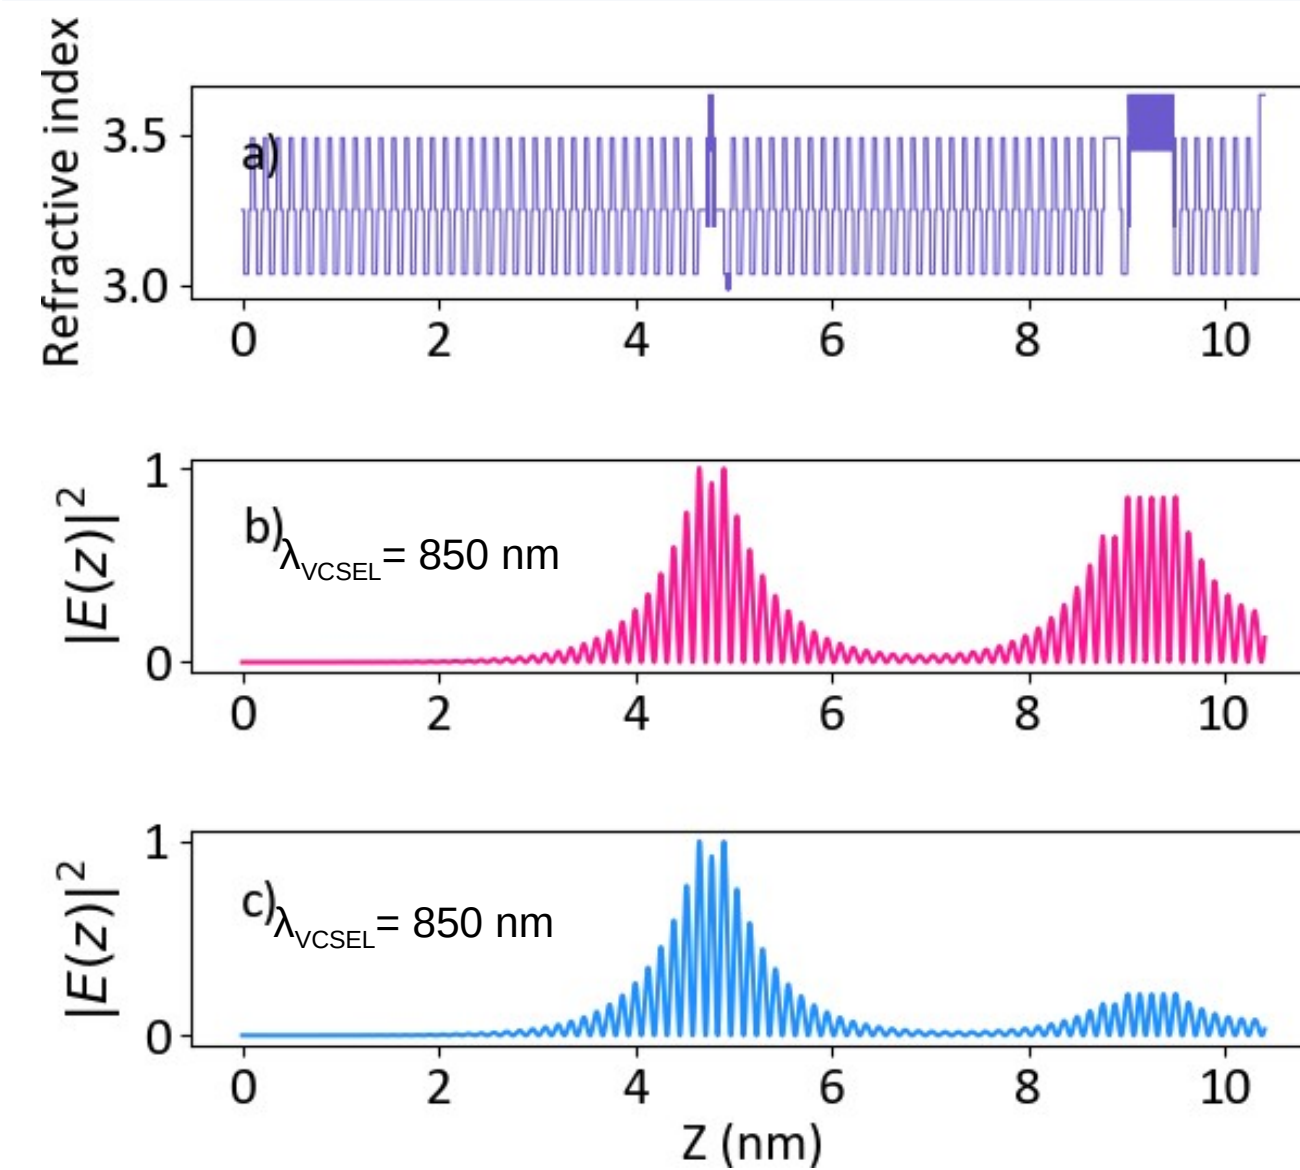 Refractive index
3.5
3.0
a)
0 2 4 6 8 10
|E(z)|²
1
0
b)
λVCSEL= 850 nm
0 2 4 6 8 10
|E(z)|²
1
0
c)
λVCSEL= 850 nm
0 2 4 6 8 10
Z (nm)